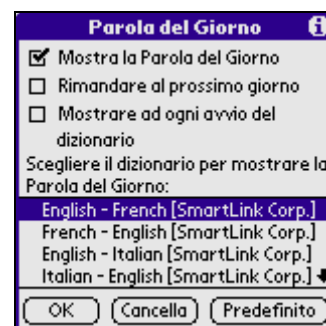 Parola del Giorno
Mostra la Parola del Giorno
Rimandare al prossimo giorno
Mostrare ad ogni avvio del
dizionario
Scegliere il dizionario per mostrare la
Parola del Giorno:
English - French [SmartLink Corp.]
French - English [SmartLink Corp.]
English - Italian [SmartLink Corp.]
Italian - English [SmartLink Corp.]
OK Cancella Predefinito